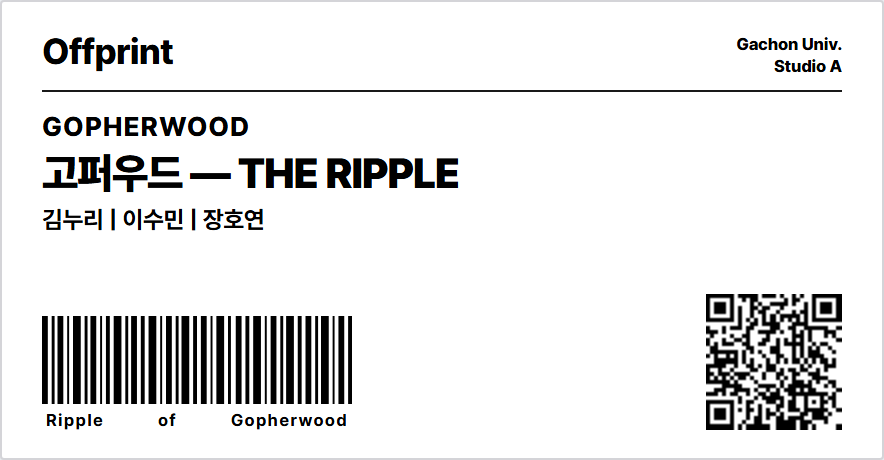 Offprint
Gachon Univ.
Studio A
GOPHERWOOD
고퍼우드 — THE RIPPLE
김누리 | 이수민 | 장호연
Ripple of Gopherwood